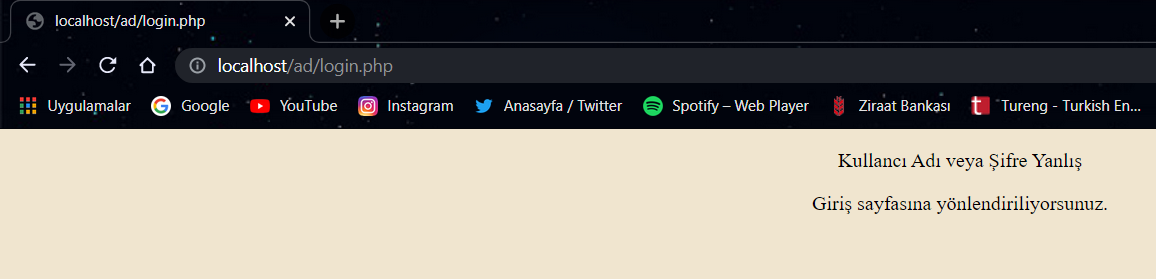 localhost/ad/login.php
localhost/ad/login.php
Uygulamalar Google YouTube Instagram Anasayfa / Twitter Spotify – Web Player Ziraat Bankası Tureng - Turkish En...
Kullancı Adı veya Şifre Yanlış
Giriş sayfasına yönlendiriliyorsunuz.